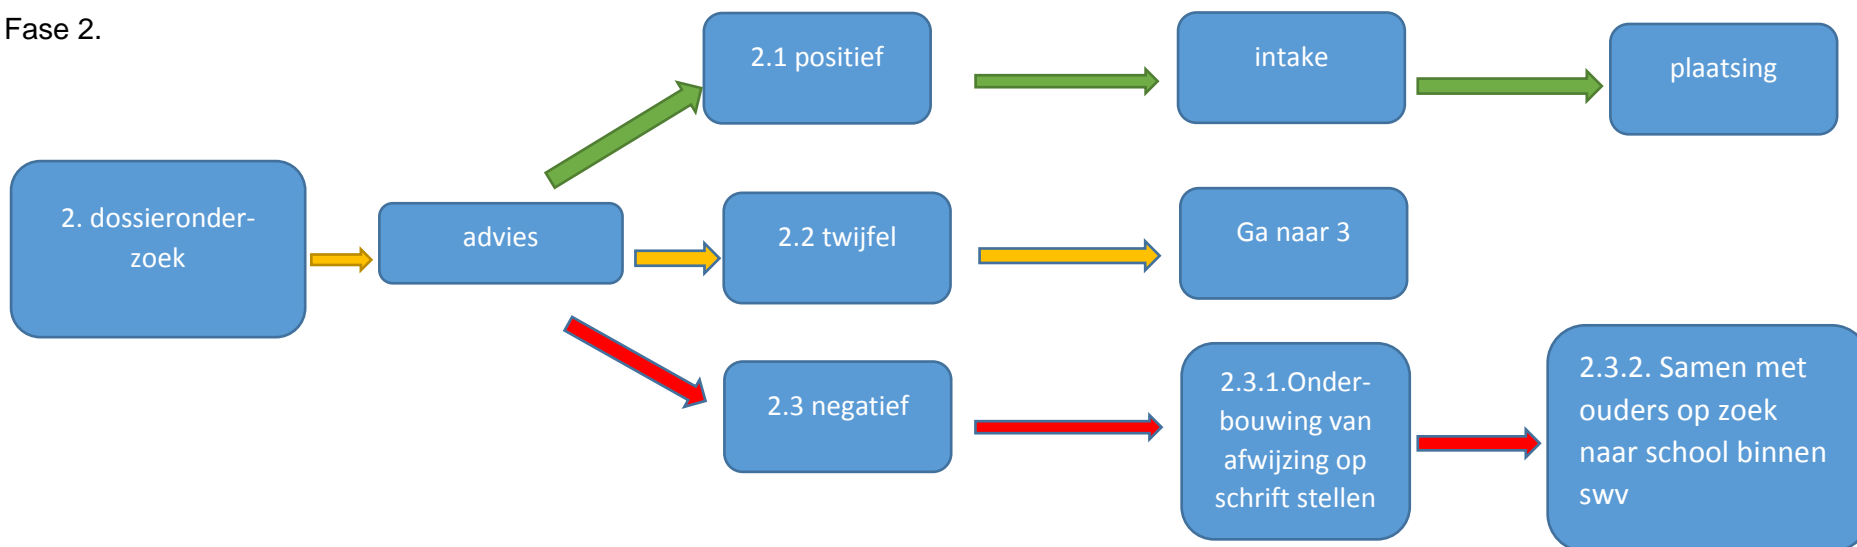 Fase 2.
2.1 positief
intake
plaatsing
2. dossieronder-
zoek
advies
2.2 twijfel
Ga naar 3
2.3 negatief
2.3.1.Onder-
bouwing van
afwijzing op
schrift stellen
2.3.2. Samen met
ouders op zoek
naar school binnen
swv